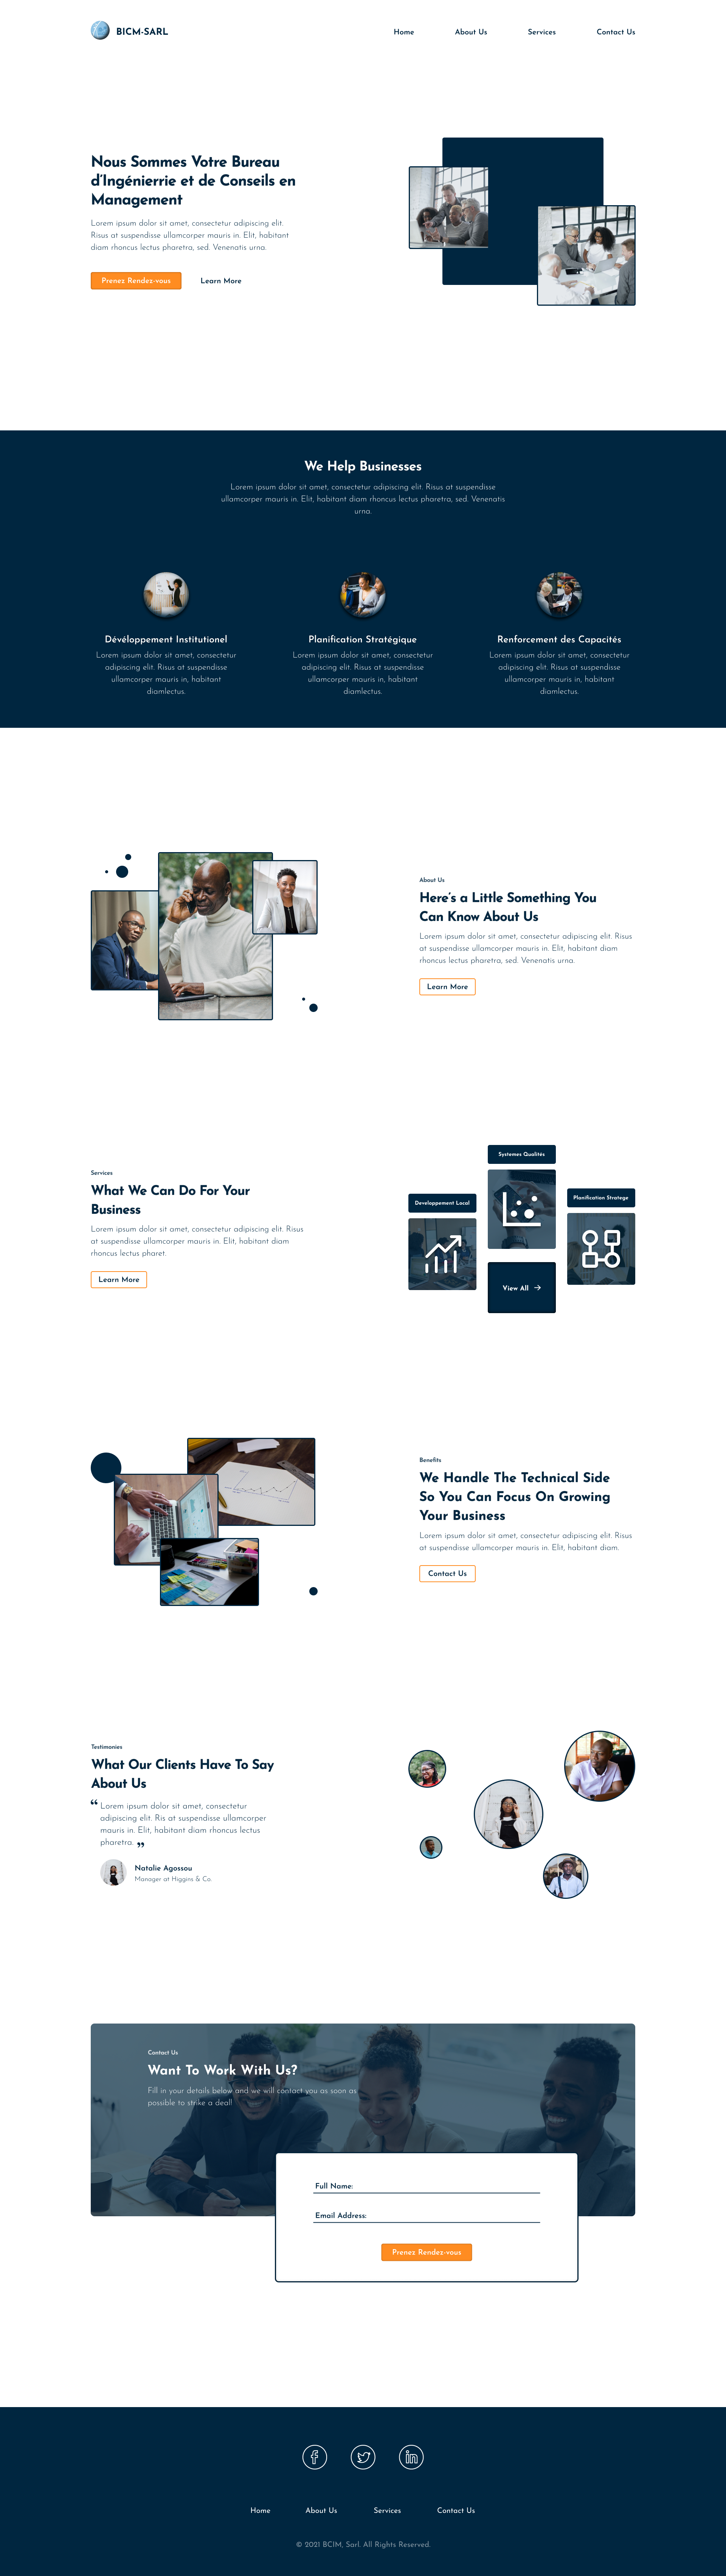 BICM-SARL
Home
About Us
Services
Contact Us
Nous Sommes Votre Bureau
d'Ingénierrie et de Conseils en
Management
Lorem ipsum dolor sit amet, consectetur adipiscing elit.
Risus at suspendisse ullamcorper mauris in. Elit, habitant
diam rhoncus lectus pharetra, sed. Venenatis urna.
Prenez Rendez-vous
Learn More
We Help Businesses
Lorem ipsum dolor sit amet, consectetur adipiscing elit. Risus at suspendisse
ullamcorper mauris in. Elit, habitant diam rhoncus lectus pharetra, sed. Venenatis
urna.
Dévéloppement Institutionel
Lorem ipsum dolor sit amet, consectetur
adipiscing elit. Risus at suspendisse
ullamcorper mauris in, habitant
diamlectus.
Planification Stratégique
Lorem ipsum dolor sit amet, consectetur
adipiscing elit. Risus at suspendisse
ullamcorper mauris in, habitant
diamlectus.
Renforcement des Capacités
Lorem ipsum dolor sit amet, consectetur
adipiscing elit. Risus at suspendisse
ullamcorper mauris in, habitant
diamlectus.
About Us
Here's a Little Something You
Can Know About Us
Lorem ipsum dolor sit amet, consectetur adipiscing elit. Risus
at suspendisse ullamcorper mauris in. Elit, habitant diam
rhoncus lectus pharetra, sed. Venenatis urna.
Learn More
Services
What We Can Do For Your
Business
Lorem ipsum dolor sit amet, consectetur adipiscing elit. Risus
at suspendisse ullamcorper mauris in. Elit, habitant diam
rhoncus lectus pharet.
Learn More
Developpement Local
Systemes Qualités
Planification Stratege
View All →
Benefits
We Handle The Technical Side
So You Can Focus On Growing
Your Business
Lorem ipsum dolor sit amet, consectetur adipiscing elit. Risus
at suspendisse ullamcorper mauris in. Elit, habitant diam.
Contact Us
Testimonies
What Our Clients Have To Say
About Us
“ Lorem ipsum dolor sit amet, consectetur
adipiscing elit. Ris at suspendisse ullamcorper
mauris in. Elit, habitant diam rhoncus lectus
pharetra. ”
Natalie Agossou
Manager at Higgins & Co.
Contact Us
Want To Work With Us?
Fill in your details below and we will contact you as soon as
possible to strike a deal!
Full Name:
Email Address:
Prenez Rendez-vous
Home
About Us
Services
Contact Us
© 2021 BCIM, Sarl. All Rights Reserved.